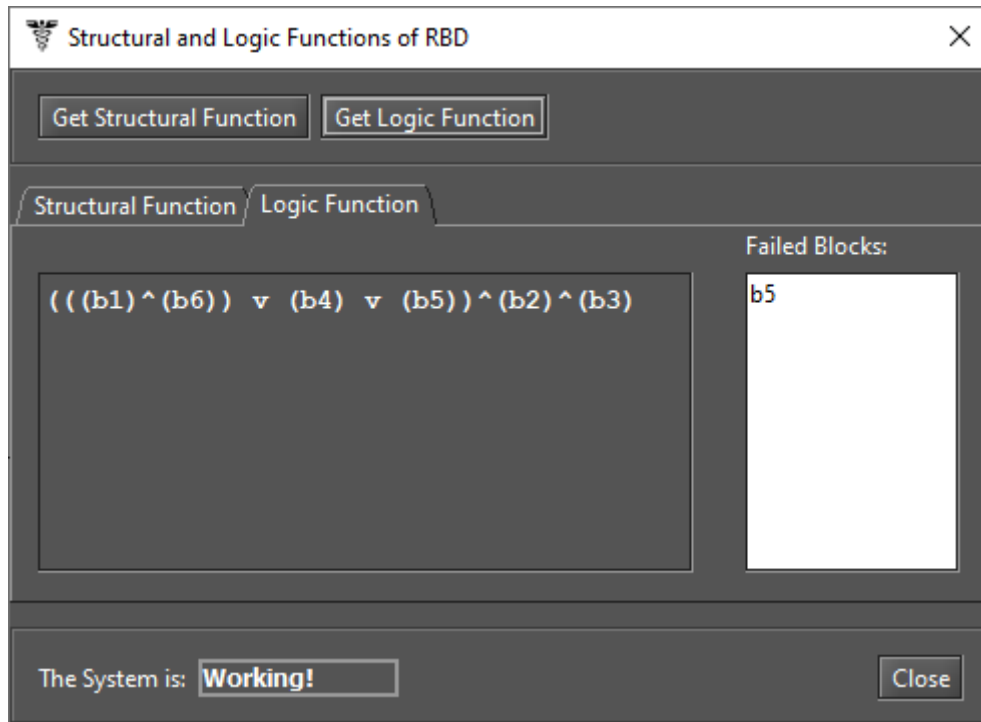 Structural and Logic Functions of RBD
Get Structural Function
Get Logic Function
Structural Function
Logic Function
Failed Blocks:
(((b1)^(b6)) v (b4) v (b5))^(b2)^(b3)
b5
The System is: Working!
Close